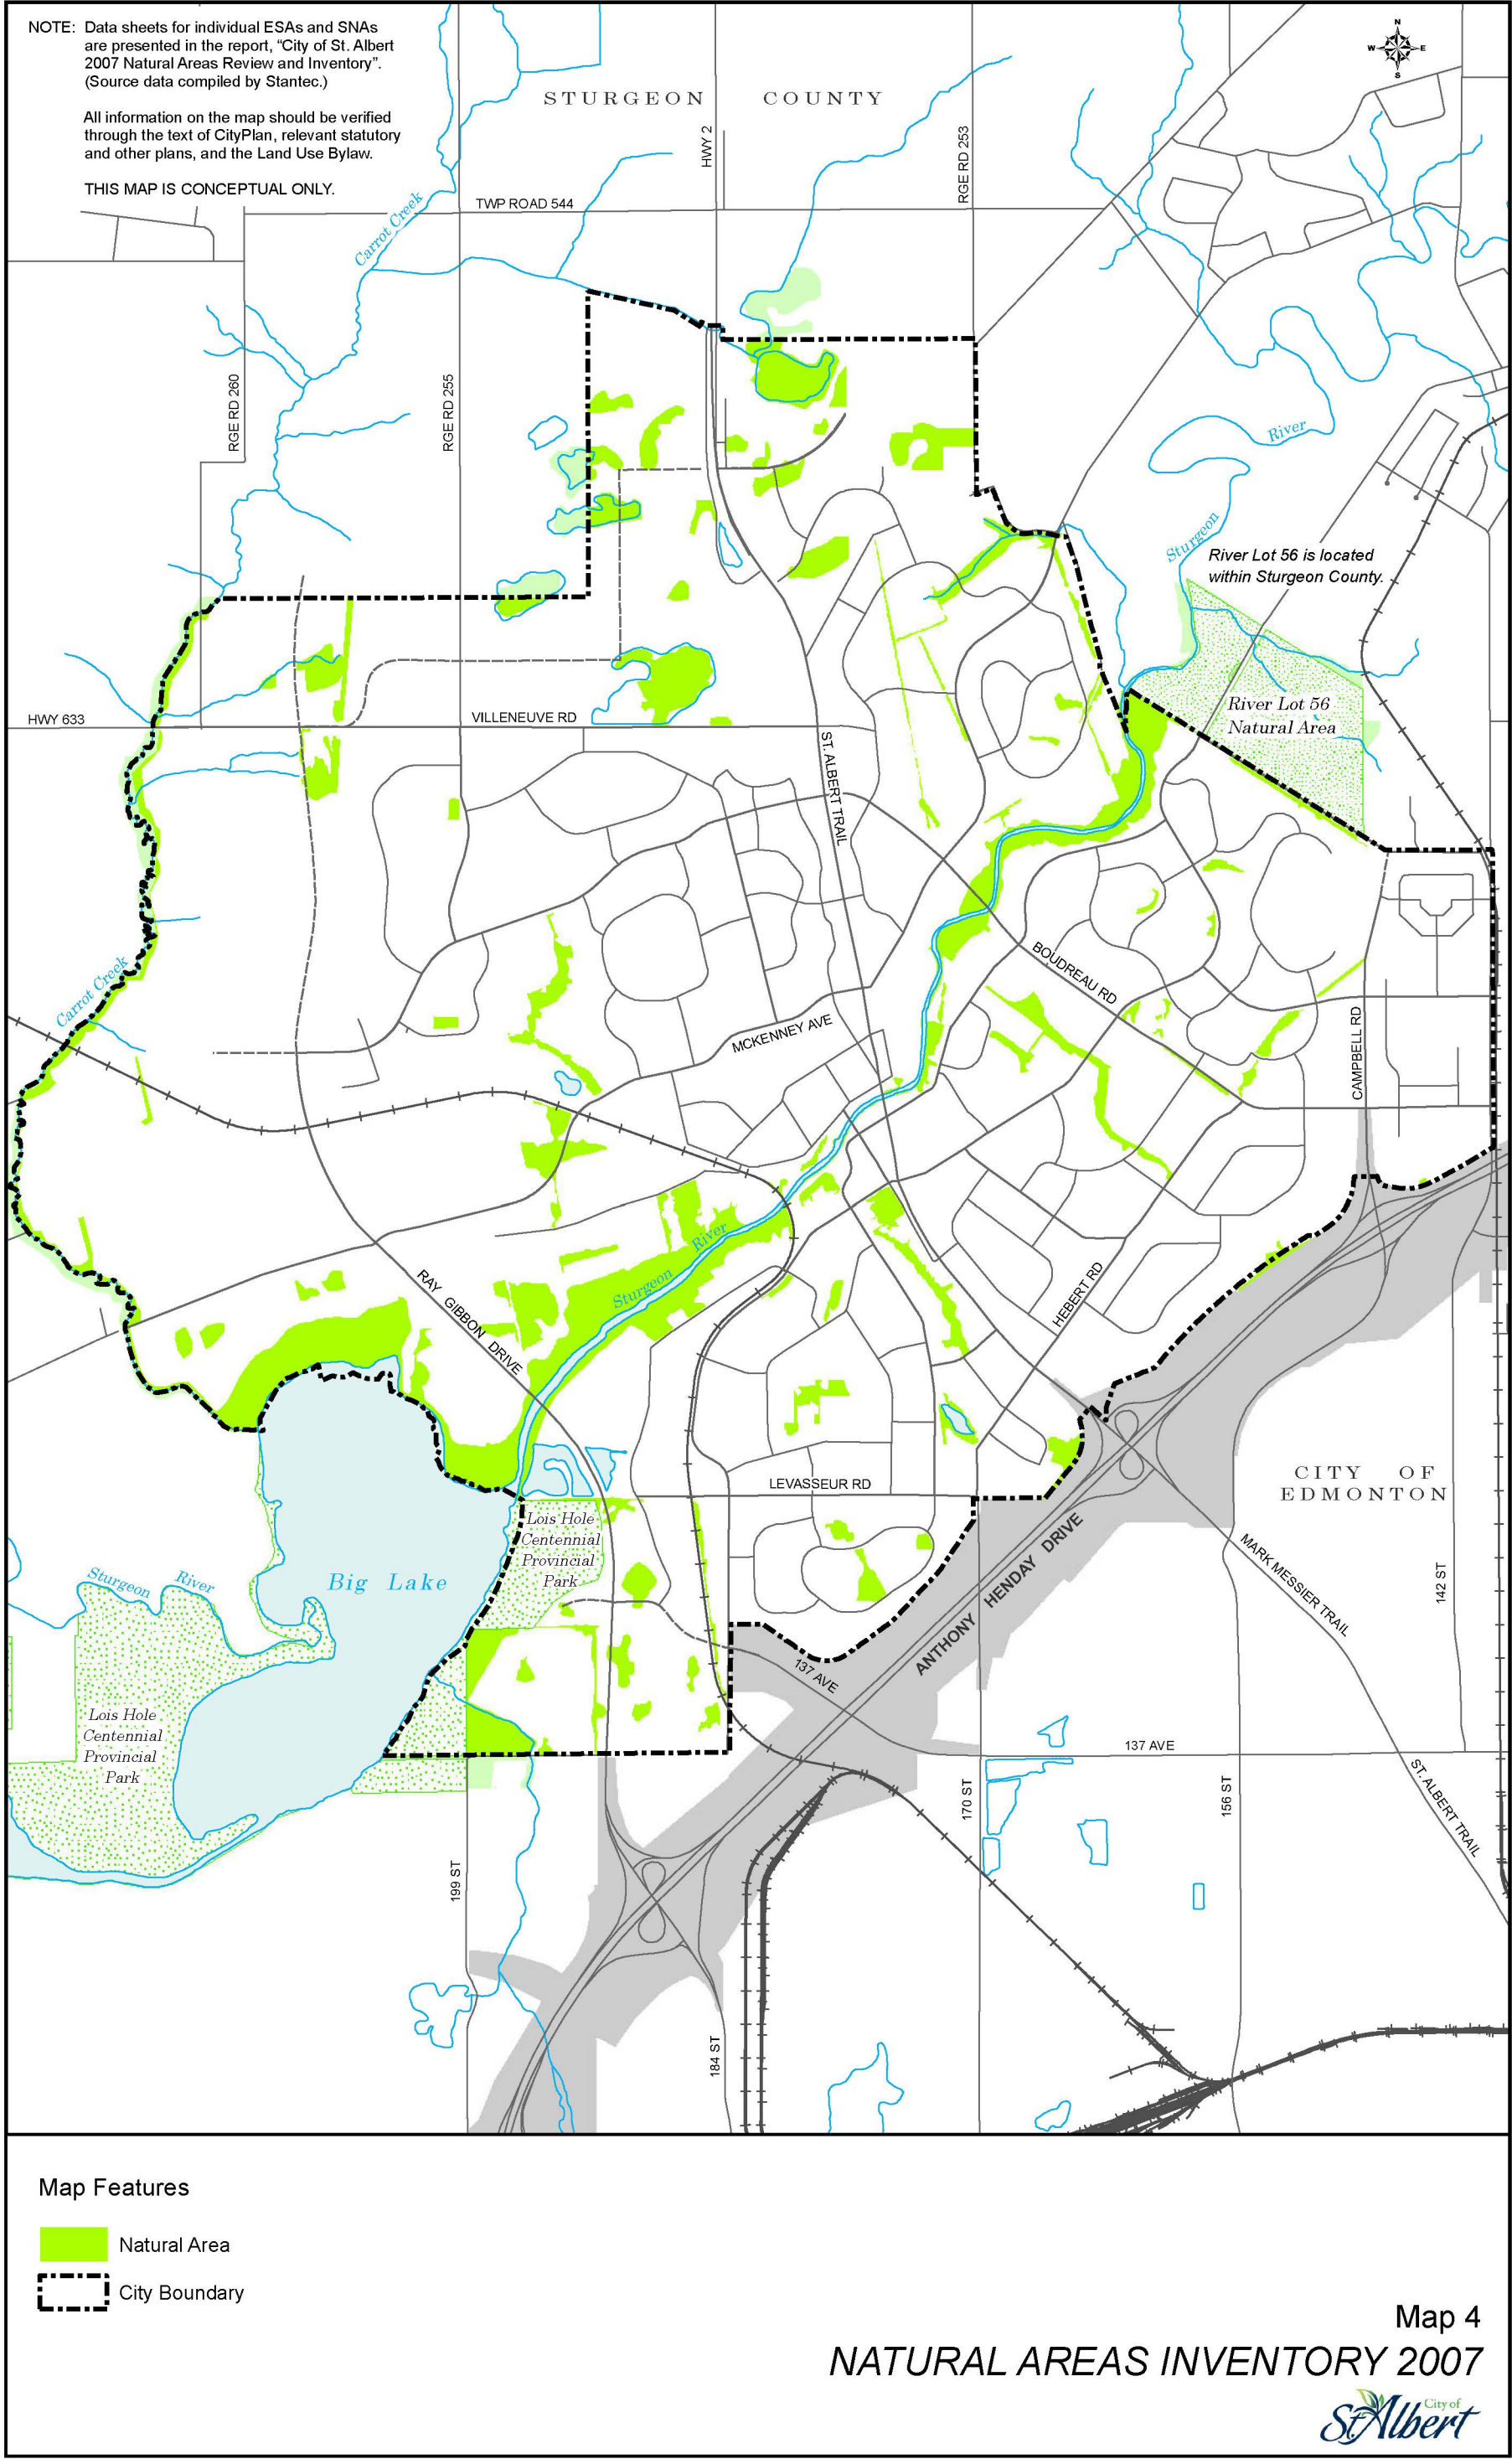 NOTE: Data sheets for individual ESAs and SNAs
are presented in the report, "City of St. Albert
2007 Natural Areas Review and Inventory".
(Source data compiled by Stantec.)
All information on the map should be verified
through the text of CityPlan, relevant statutory
and other plans, and the Land Use Bylaw.
THIS MAP IS CONCEPTUAL ONLY.
N
W
E
S
STURGEON COUNTY
HWY 2
RGE RD 253
TWP ROAD 544
Carrot Creek
RGE RD 260
RGE RD 255
River
Sturgeon
River Lot 56 is located
within Sturgeon County.
River Lot 56
Natural Area
HWY 633
VILLENEUVE RD
ST. ALBERT TRAIL
BOUDREAU RD
Carrot Creek
MCKENNEY AVE
CAMPBELL RD
River
Sturgeon
RAY GIBBON DRIVE
HEBERT RD
LEVASSEUR RD
CITY OF
EDMONTON
Lois Hole
Centennial
Provincial
Park
Big Lake
Sturgeon River
ANTHONY HENDAY DRIVE
MARK MESSIER TRAIL
142 ST
137 AVE
Lois Hole
Centennial
Provincial
Park
137 AVE
170 ST
156 ST
ST. ALBERT TRAIL
199 ST
184 ST
Map Features
Natural Area
City Boundary
Map 4
NATURAL AREAS INVENTORY 2007
City of
St. Albert